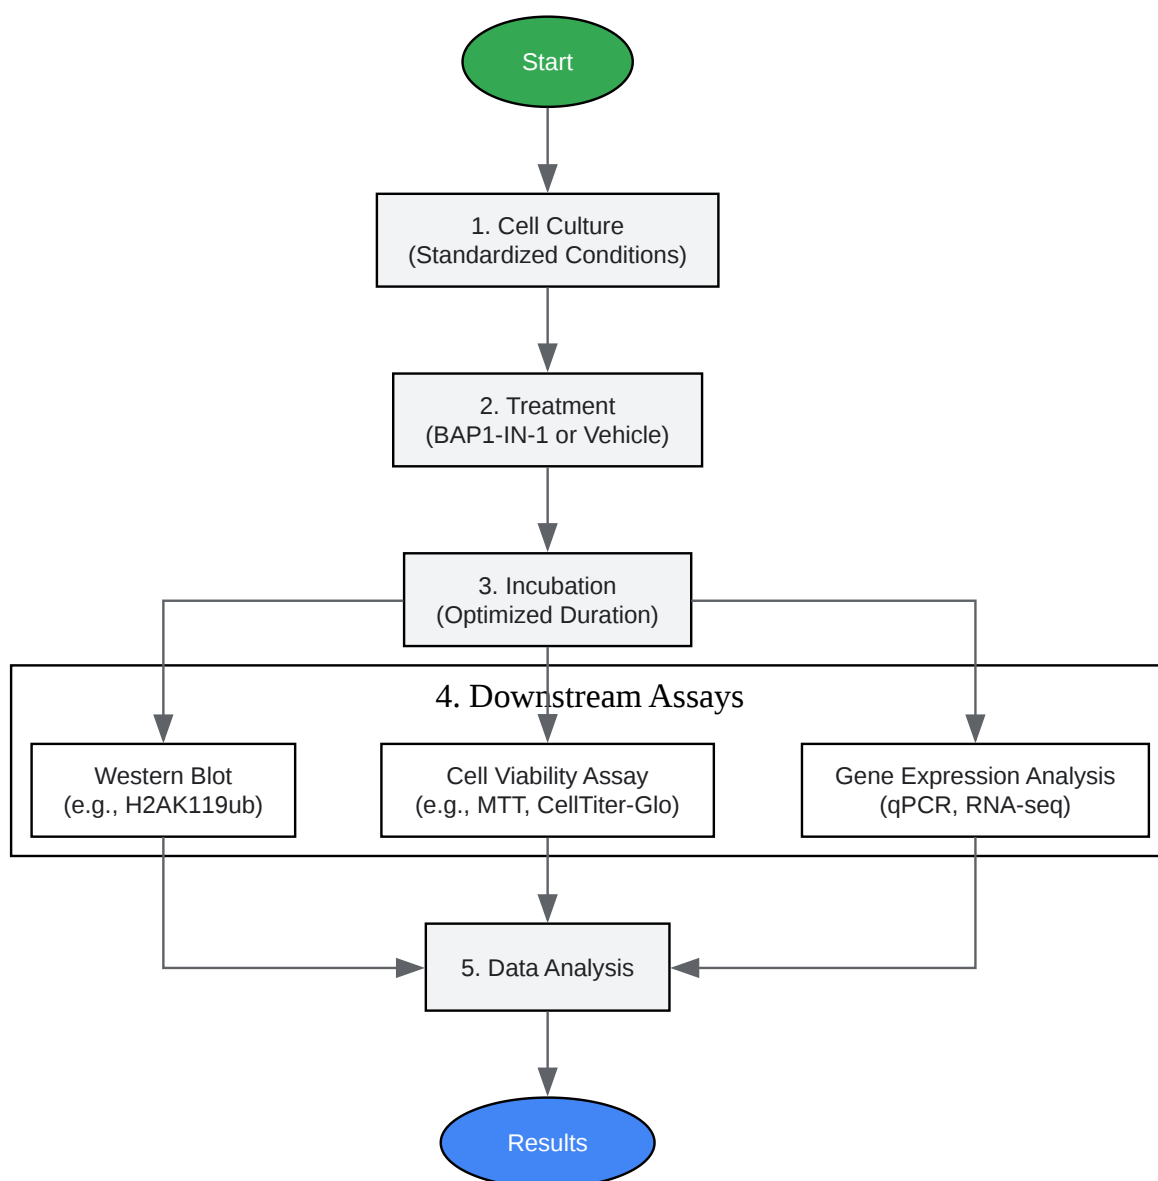 Start
1. Cell Culture
(Standardized Conditions)
2. Treatment
(BAP1-IN-1 or Vehicle)
3. Incubation
(Optimized Duration)
4. Downstream Assays
Western Blot
(e.g., H2AK119ub)
Cell Viability Assay
(e.g., MTT, CellTiter-Glo)
Gene Expression Analysis
(qPCR, RNA-seq)
5. Data Analysis
Results